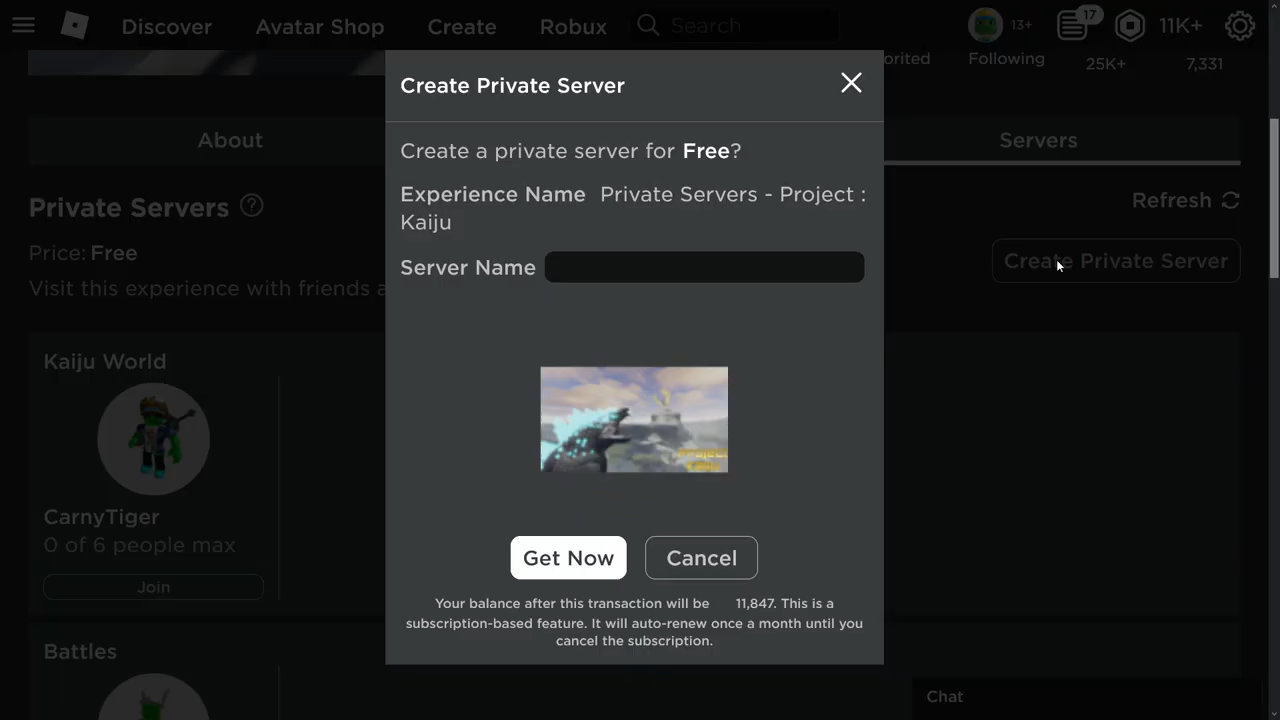 Discover
Avatar Shop
Create
Robux
Search
13+
17
11K+
orited
Following
25K+
7,331
Create Private Server
Create a private server for Free?
Experience Name Private Servers - Project :
Kaiju
Server Name
Get Now
Cancel
Your balance after this transaction will be 11,847. This is a
subscription-based feature. It will auto-renew once a month until you
cancel the subscription.
About
Servers
Private Servers
Refresh
Price: Free
Visit this experience with friends a
Create Private Server
Kaiju World
CarnyTiger
0 of 6 people max
Join
Battles
Project
Kaiju
Chat